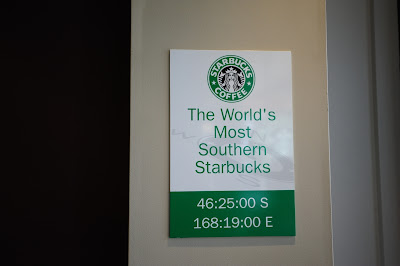 STARBUCKS
COFFEE
The World's
Most
Southern
Starbucks
46:25:00 S
168:19:00 E